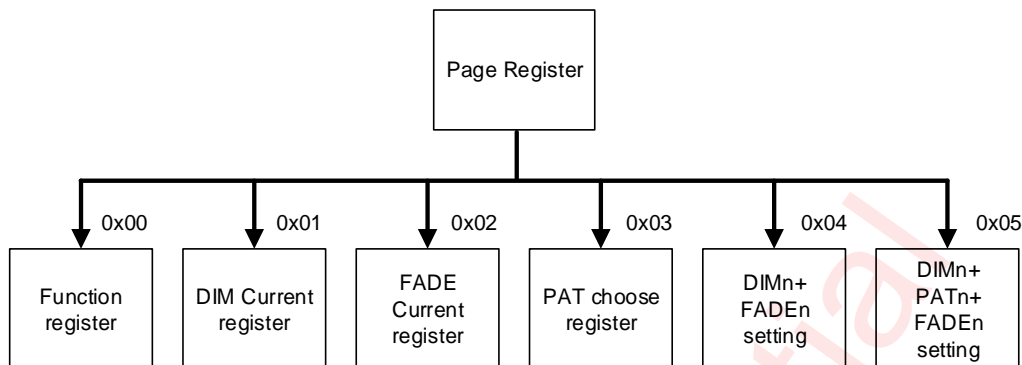 Page Register
0x00
0x01
0x02
0x03
0x04
0x05
Function
register
DIM Current
register
FADE
Current
register
PAT choose
register
DIMn+
FADEn
setting
DIMn+
PATn+
FADEn
setting
tial